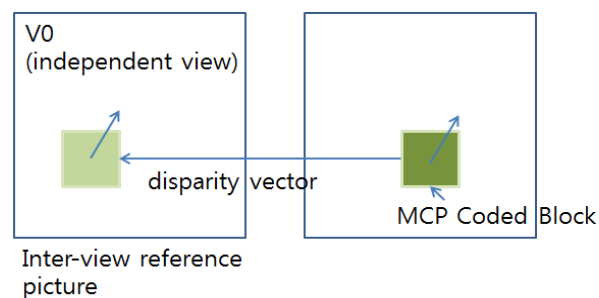 V0
(independent view)
disparity vector
MCP Coded Block
Inter-view reference
picture